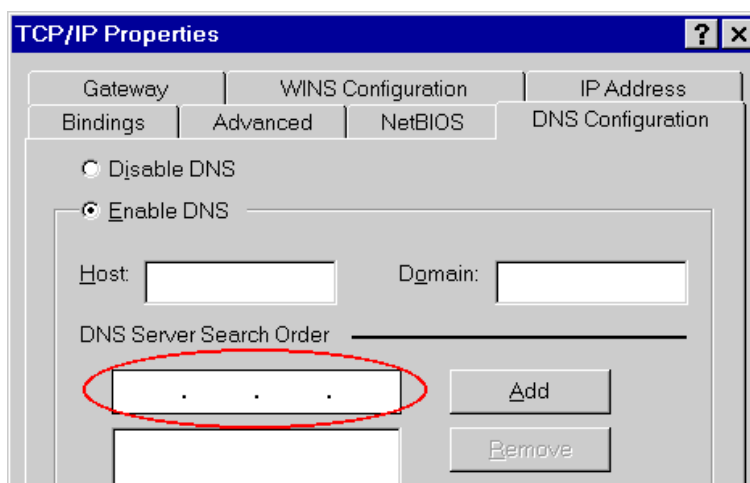 TCP/IP Properties ? ×
Gateway WINS Configuration IP Address
Bindings Advanced NetBIOS DNS Configuration
Disable DNS
Enable DNS
Host: Domain:
DNS Server Search Order
. . . Add
Remove